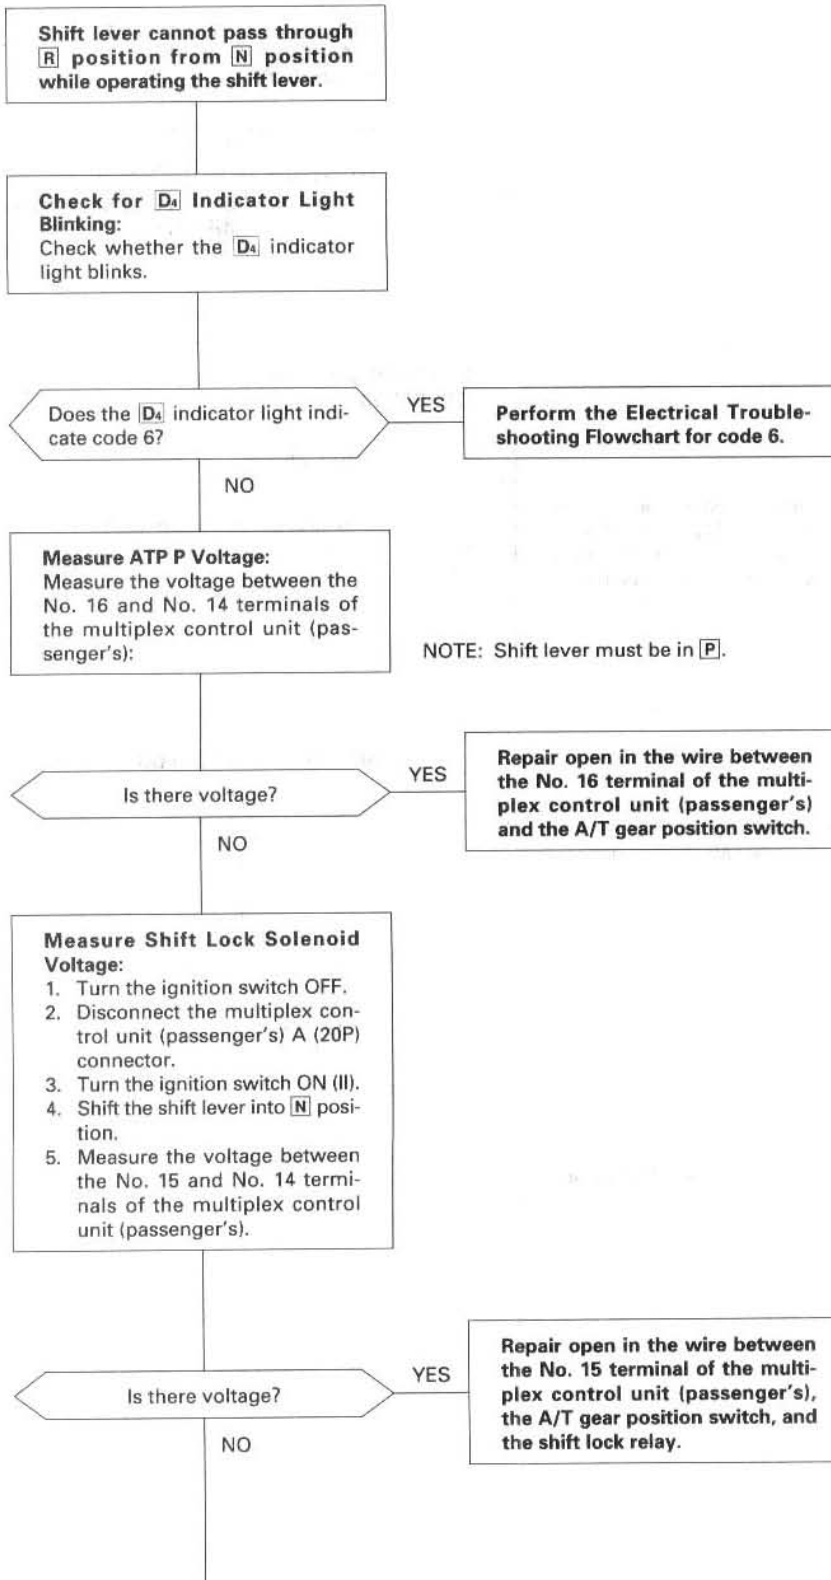 Shift lever cannot pass through
R position from N position
while operating the shift lever.
Check for D4 Indicator Light
Blinking:
Check whether the D4 indicator
light blinks.
Does the D4 indicator light indi-
cate code 6?
YES
Perform the Electrical Trouble-
shooting Flowchart for code 6.
NO
Measure ATP P Voltage:
Measure the voltage between the
No. 16 and No. 14 terminals of
the multiplex control unit (pas-
senger's):
NOTE: Shift lever must be in P.
Is there voltage?
YES
Repair open in the wire between
the No. 16 terminal of the multi-
plex control unit (passenger's)
and the A/T gear position switch.
NO
Measure Shift Lock Solenoid
Voltage:
1. Turn the ignition switch OFF.
2. Disconnect the multiplex con-
trol unit (passenger's) A (20P)
connector.
3. Turn the ignition switch ON (II).
4. Shift the shift lever into N posi-
tion.
5. Measure the voltage between
the No. 15 and No. 14 termi-
nals of the multiplex control
unit (passenger's).
Is there voltage?
YES
Repair open in the wire between
the No. 15 terminal of the multi-
plex control unit (passenger's),
the A/T gear position switch, and
the shift lock relay.
NO